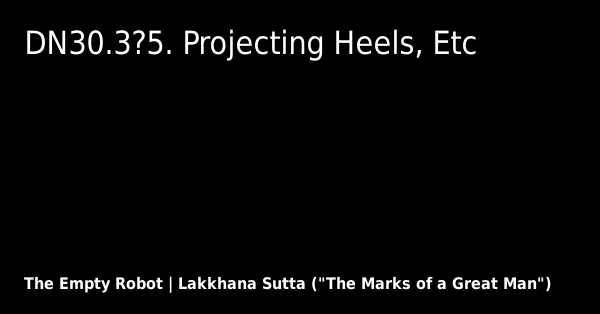 DN30.3?5. Projecting Heels, Etc
The Empty Robot | Lakkhana Sutta ("The Marks of a Great Man")